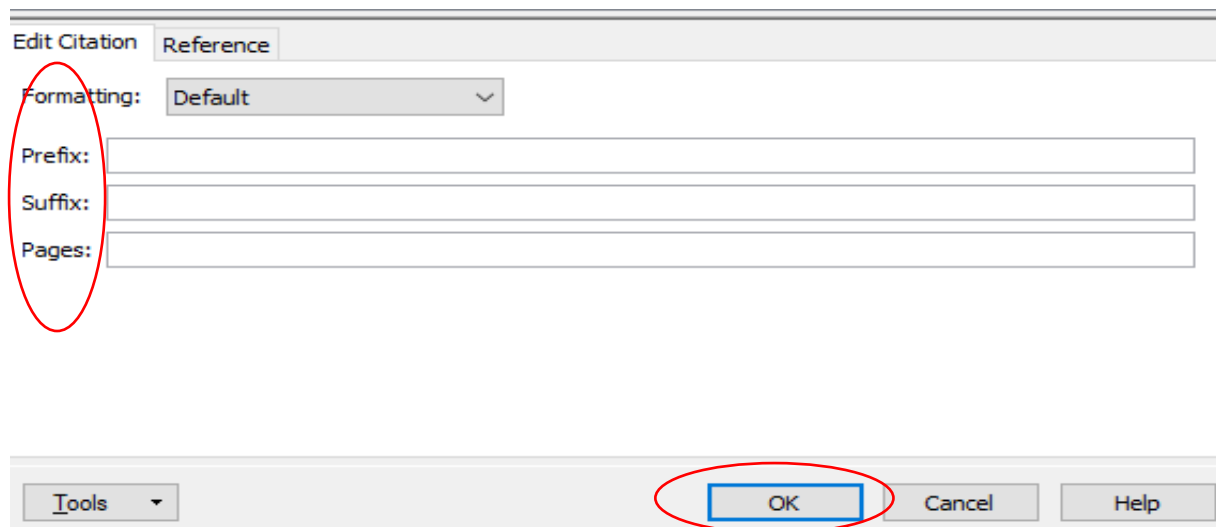 Edit Citation Reference
Formatting: Default
Prefix:
Suffix:
Pages:
Tools OK Cancel Help